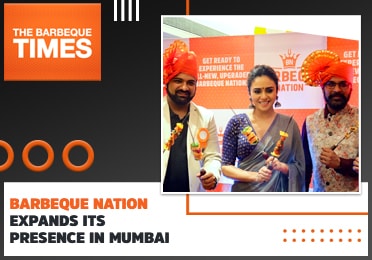 THE BARBEQUE
TIMES
GET READY TO
EXPERIENCE THE
ALL-NEW, UPGRADED
BARBEQUE NATION
BARBEQUE NATION
EXPANDS ITS
PRESENCE IN MUMBAI